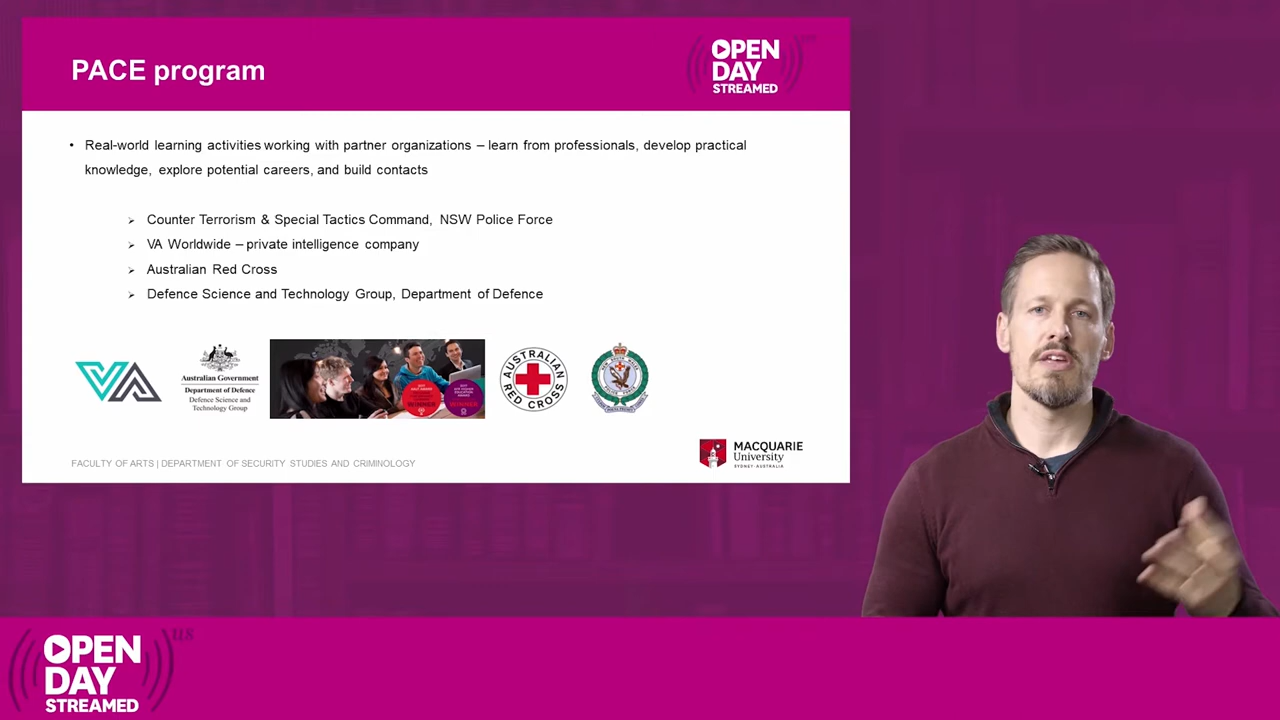 PACE program
OPEN
DAY
STREAMED
• Real-world learning activities working with partner organizations – learn from professionals, develop practical
knowledge, explore potential careers, and build contacts
➢ Counter Terrorism & Special Tactics Command, NSW Police Force
➢ VA Worldwide – private intelligence company
➢ Australian Red Cross
➢ Defence Science and Technology Group, Department of Defence
VA
Australian Government
Department of Defence
Defence Science and
Technology Group
WINNER
WINNER
AUSTRALIAN
RED CROSS
FACULTY OF ARTS | DEPARTMENT OF SECURITY STUDIES AND CRIMINOLOGY
MACQUARIE
University
SYDNEY·AUSTRALIA
us
OPEN
DAY
STREAMED